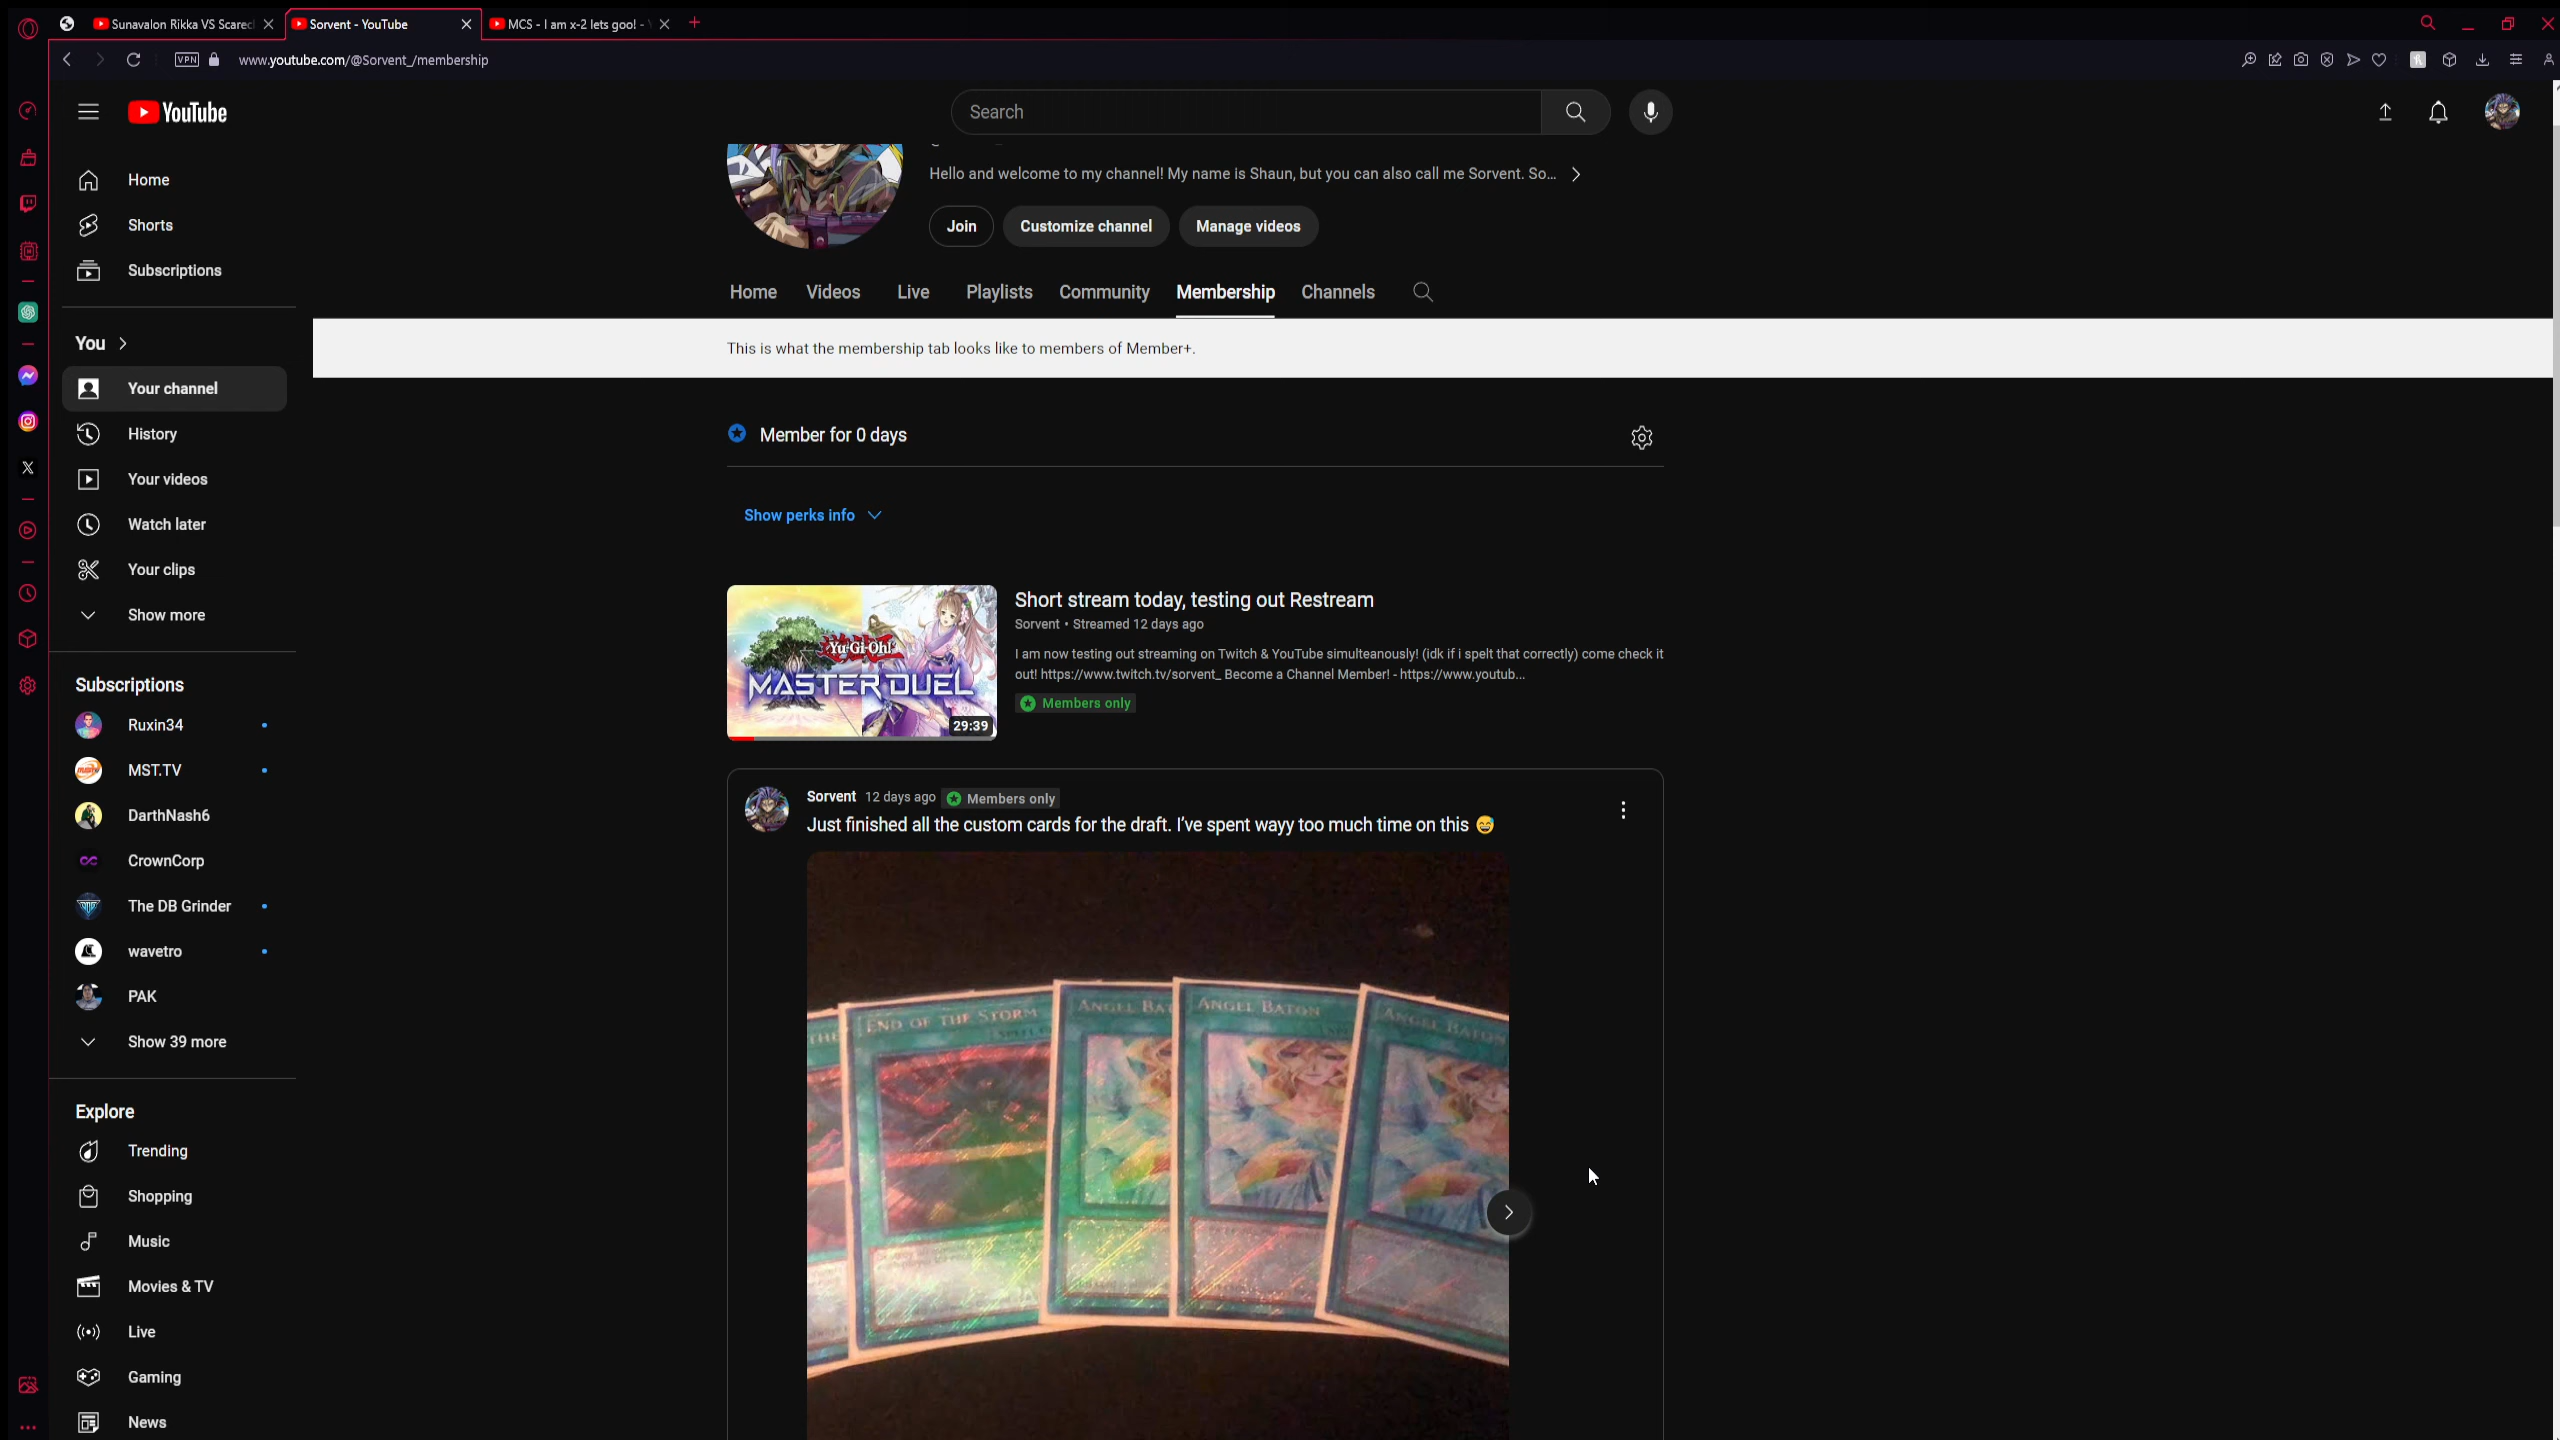 Sunavalon Rikka VS Scarecl
Sorvent - YouTube
MCS - I am x-2 lets goo! -
VPN
www.youtube.com/@Sorvent_/membership
YouTube
Search
Hello and welcome to my channel! My name is Shaun, but you can also call me Sorvent. So...
Join
Customize channel
Manage videos
Home
Videos
Live
Playlists
Community
Membership
Channels
This is what the membership tab looks like to members of Member+.
Member for 0 days
Show perks info
Yu-Gi-Oh!
MASTER DUEL
29:39
Short stream today, testing out Restream
Sorvent • Streamed 12 days ago
I am now testing out streaming on Twitch & YouTube simulteanously! (idk if i spelt that correctly) come check it
out! https://www.twitch.tv/sorvent_ Become a Channel Member! - https://www.youtub...
Members only
Sorvent 12 days ago Members only
Just finished all the custom cards for the draft. I've spent wayy too much time on this 😅
END OF THE STORM
ANGEL BAT
ANGEL BATON
ANGEL BATON
Home
Shorts
Subscriptions
You
Your channel
History
Your videos
Watch later
Your clips
Show more
Subscriptions
Ruxin34
MST.TV
DarthNash6
CrownCorp
The DB Grinder
wavetro
PAK
Show 39 more
Explore
Trending
Shopping
Music
Movies & TV
Live
Gaming
News